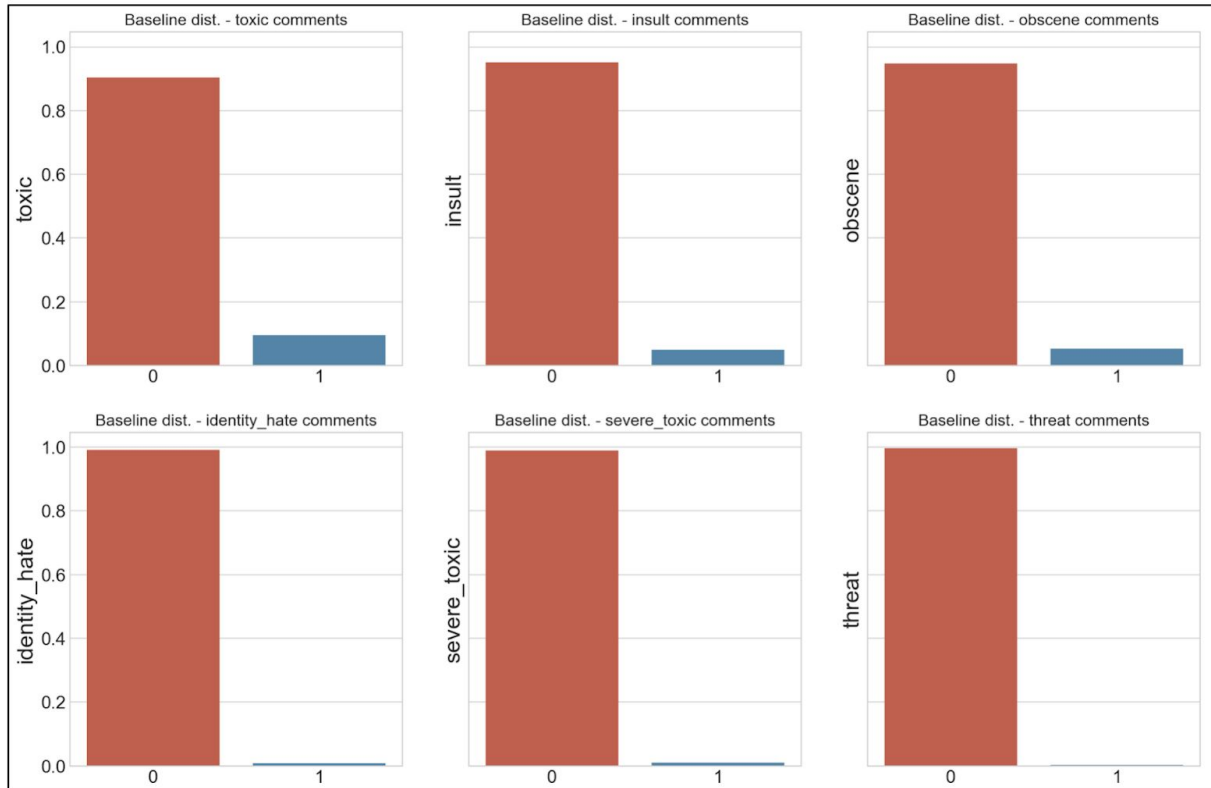 Baseline dist. - toxic comments
Baseline dist. - insult comments
Baseline dist. - obscene comments
1.0
0.8
0.6
0.4
0.2
0.0
toxic
insult
obscene
0
1
0
1
0
1
Baseline dist. - identity_hate comments
Baseline dist. - severe_toxic comments
Baseline dist. - threat comments
1.0
0.8
0.6
0.4
0.2
0.0
identity_hate
severe_toxic
threat
0
1
0
1
0
1